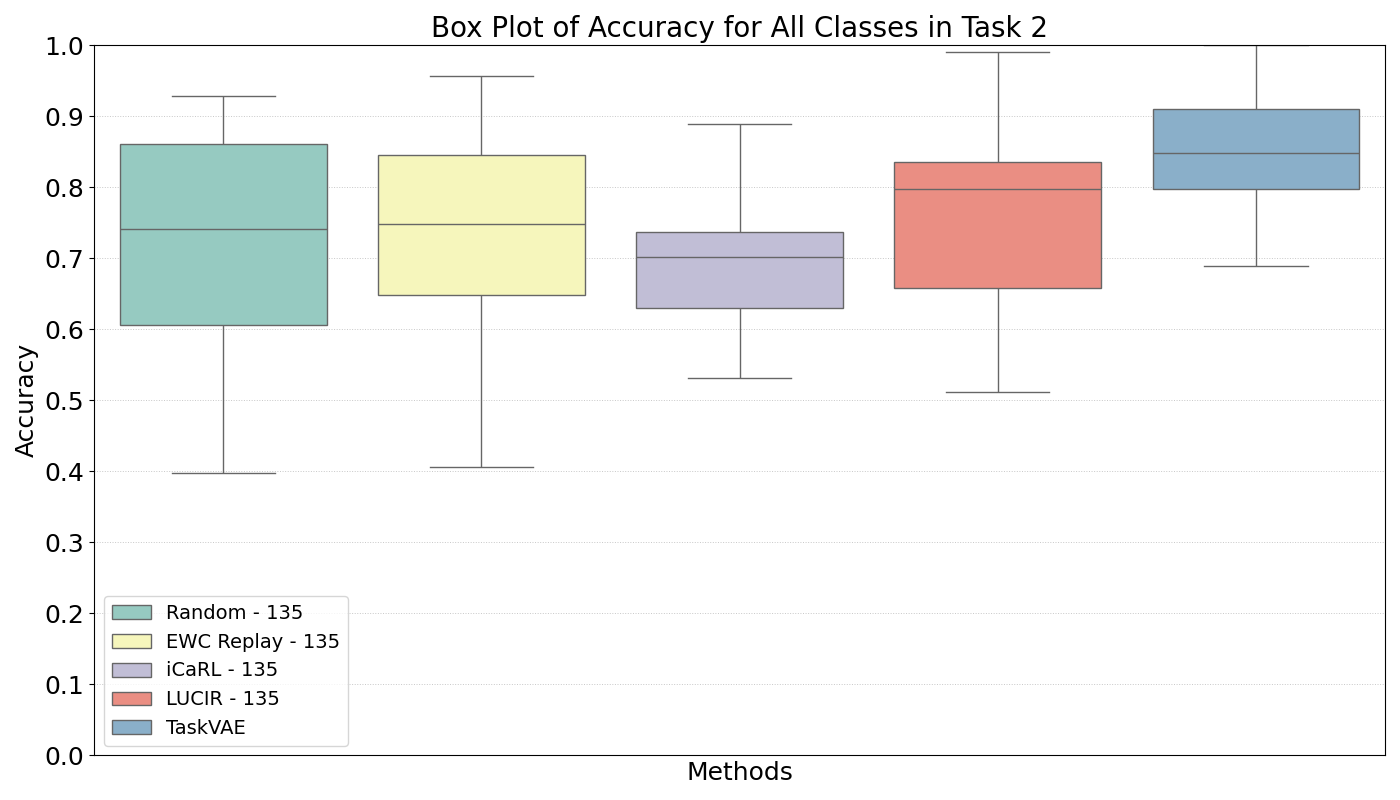 Box Plot of Accuracy for All Classes in Task 2
1.0
0.9
0.8
0.7
0.6
0.5
0.4
0.3
0.2
0.1
0.0
Accuracy
Random - 135
EWC Replay - 135
iCaRL - 135
LUCIR - 135
TaskVAE
Methods